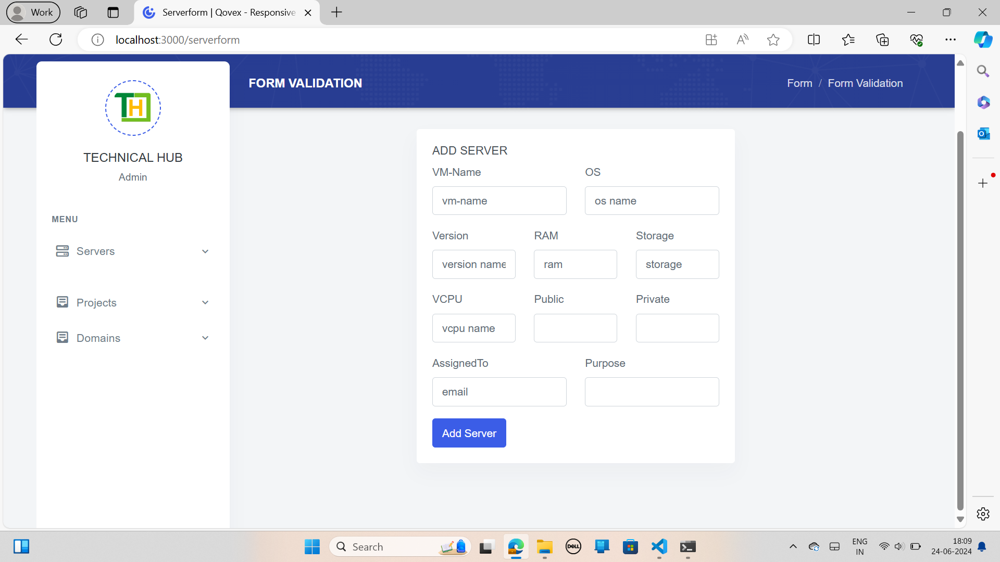 Work
Serverform | Qovex - Responsive
localhost:3000/serverform
FORM VALIDATION
Form / Form Validation
TH
TECHNICAL HUB
Admin
MENU
Servers
Projects
Domains
ADD SERVER
VM-Name OS
vm-name os name
Version RAM Storage
version name ram storage
VCPU Public Private
vcpu name
AssignedTo Purpose
email
Add Server
Search
DELL
ENG
IN
18:09
24-06-2024